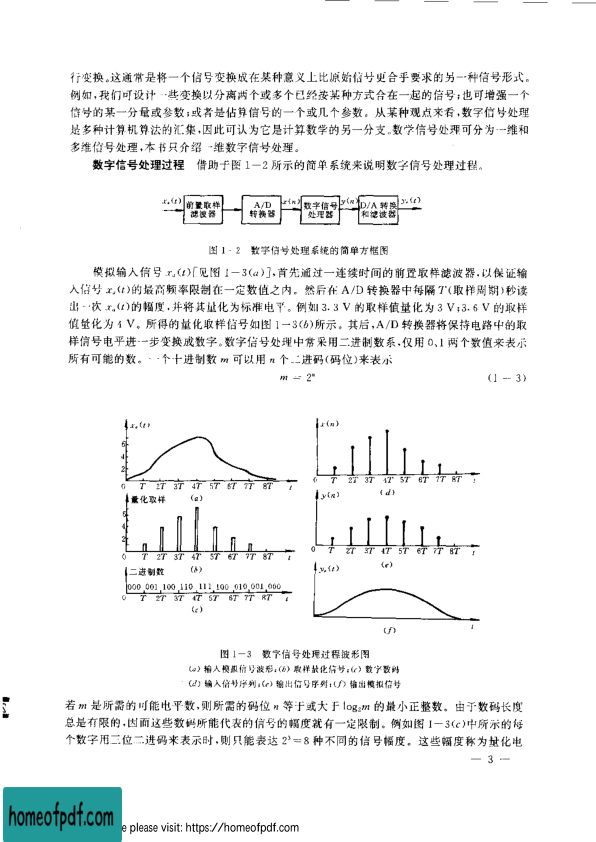 行变换。这通常是将一个信号变换成在某种意义上比原始信号更合乎要求的另一种信号形式。
例如,我们可设计一些变换以分离两个或多个已经按某种方式合在一起的信号;也可增强一个
信号的某一分量或参数;或者是估算信号的一个或几个参数。从某种观点来看,数字信号处理
是多种计算机算法的汇集,因此可认为它是计算数学的另一分支。数学信号处理可分为一维和
多维信号处理,本书只介绍一维数字信号处理。
数字信号处理过程 借助于图 1—2 所示的简单系统来说明数字信号处理过程。
xₐ(t) 前置取样滤波器 A/D 转换器 x(n) 数字信号处理器 y(n) D/A 转换和滤波器 yₐ(t)
图 1-2 数字信号处理系统的简单方框图
模拟输入信号 xₐ(t)[见图 1—3(a)],首先通过一连续时间的前置取样滤波器,以保证输
入信号 xₐ(t)的最高频率限制在一定数值之内。然后在 A/D 转换器中每隔 T(取样周期)秒读
出一次 xₐ(t)的幅度,并将其量化为标准电平。例如 3.3 V 的取样值量化为 3 V;3.6 V 的取样
值量化为 4 V。所得的量化取样信号如图 1—3(b)所示。其后,A/D 转换器将保持电路中的取
样信号电平进一步变换成数字。数字信号处理中常采用二进制数系,仅用 0、1 两个数值来表示
所有可能的数。一个十进制数 m 可以用 n 个二进码(码位)来表示
m = 2ⁿ (1—3)
xₐ(t)
6
4
2
0 T 2T 3T 4T 5T 6T 7T 8T t
(a)
量化取样
6
4
2
0 T 2T 3T 4T 5T 6T 7T 8T t
(b)
二进制数
000 001 100 110 111 100 010 001 000
0 T 2T 3T 4T 5T 6T 7T 8T t
(c)
x(n)
0 T 2T 3T 4T 5T 6T 7T 8T t
(d)
y(n)
0 T 2T 3T 4T 5T 6T 7T 8T t
(e)
yₐ(t)
t
(f)
图 1—3 数字信号处理过程波形图
(a) 输入模拟信号波形;(b) 取样量化信号;(c) 数字数码
(d) 输入信号序列;(e) 输出信号序列;(f) 输出模拟信号
若 m 是所需的可能电平数,则所需的码位 n 等于或大于 log₂m 的最小正整数。由于数码长度
总是有限的,因而这些数码所能代表的信号的幅度就有一定限制。例如图 1—3(c)中所示的每
个数字用三位二进码来表示时,则只能表达 2³=8 种不同的信号幅度。这些幅度称为量化电
— 3 —
homeofpdf.com
e please visit: https://homeofpdf.com